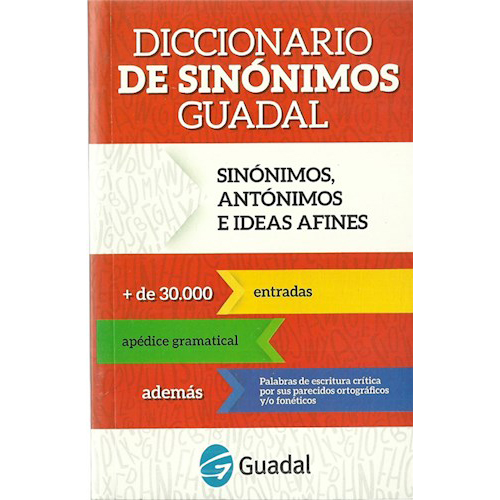 DICCIONARIO
DE SINÓNIMOS
GUADAL
SINÓNIMOS,
ANTÓNIMOS
E IDEAS AFINES
+ de 30.000 entradas
apédice gramatical
además
Palabras de escritura crítica
por sus parecidos ortográficos
y/o fonéticos
Guadal